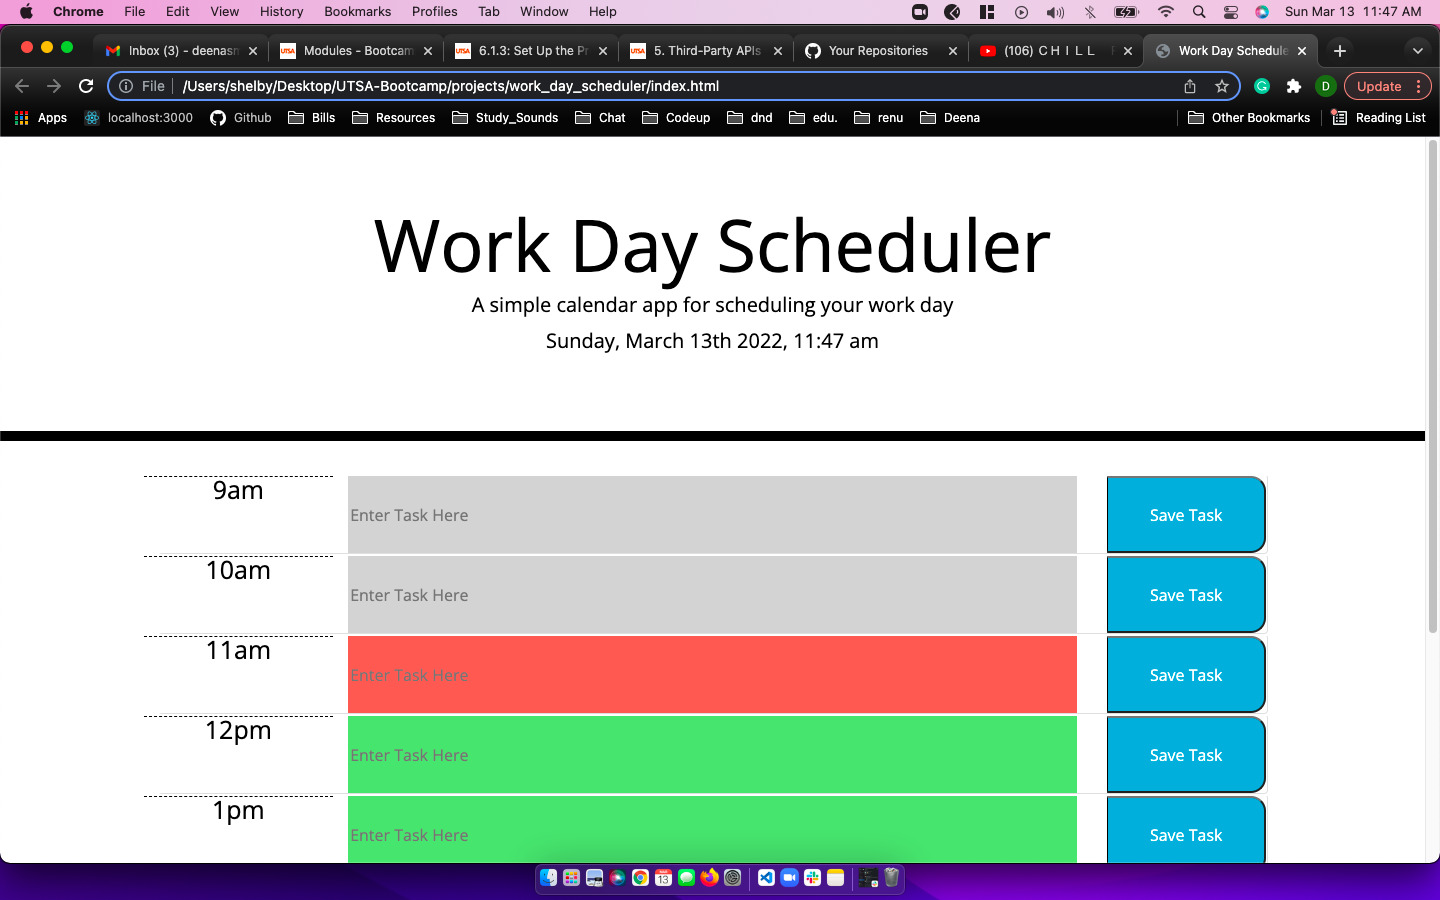 Chrome File Edit View History Bookmarks Profiles Tab Window Help Sun Mar 13 11:47 AM
Inbox (3) - deenasm Modules - Bootcam 6.1.3: Set Up the Pr 5. Third-Party APIs Your Repositories (106) C H I L L Work Day Schedule
File /Users/shelby/Desktop/UTSA-Bootcamp/projects/work_day_scheduler/index.html D Update
Apps localhost:3000 Github Bills Resources Study_Sounds Chat Codeup dnd edu. renu Deena Other Bookmarks Reading List
Work Day Scheduler
A simple calendar app for scheduling your work day
Sunday, March 13th 2022, 11:47 am
9am Enter Task Here Save Task
10am Enter Task Here Save Task
11am Enter Task Here Save Task
12pm Enter Task Here Save Task
1pm Enter Task Here Save Task